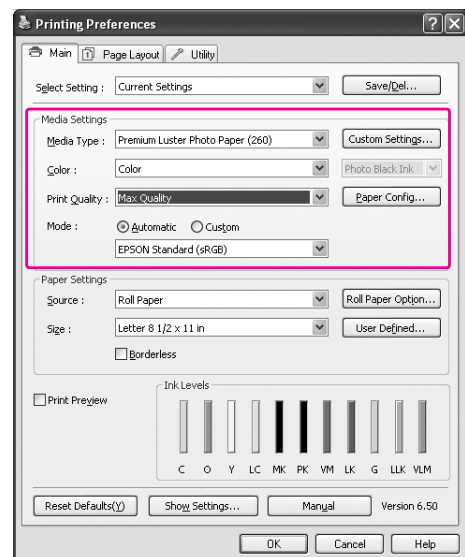 Printing Preferences
Main Page Layout Utility
Select Setting : Current Settings Save/Del...
Media Settings
Media Type : Premium Luster Photo Paper (260) Custom Settings...
Color : Color Photo Black Ink
Print Quality : Max Quality Paper Config...
Mode : Automatic Custom
EPSON Standard (sRGB)
Paper Settings
Source : Roll Paper Roll Paper Option...
Size : Letter 8 1/2 x 11 in User Defined...
Borderless
Print Preview
Ink Levels
C O Y LC MK PK VM LK G LLK VLM
Reset Defaults(Y) Show Settings... Manual Version 6.50
OK Cancel Help